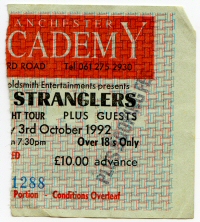 ANCHESTER
CADEMY
RD ROAD Tel 061 275 2930
oldsmith Entertainments presents
STRANGLERS
HT TOUR PLUS GUESTS
3rd October 1992
7.30pm Over 18's Only
£10.00 advance
1288
Portion - Conditions Overleaf